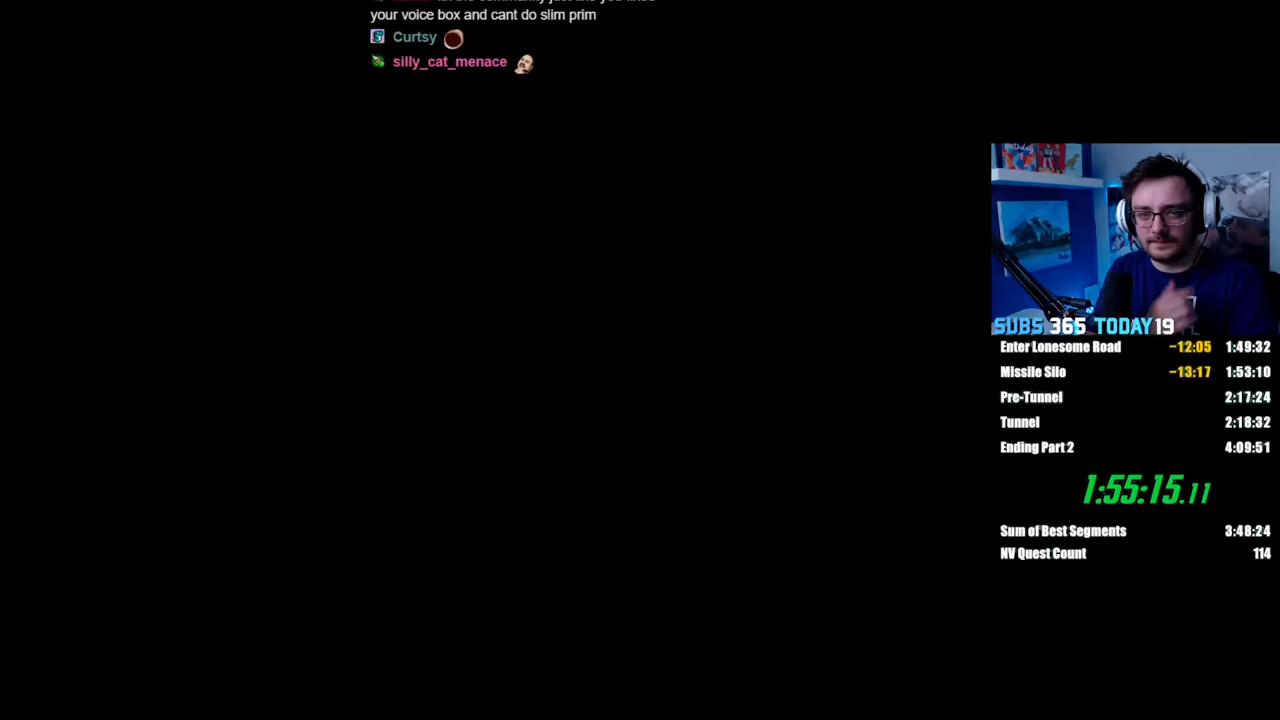 your voice box and cant do slim prim
Curtsy
silly_cat_menace
Birthday
SUBS 365 TODAY 19
Enter Lonesome Road -12:05 1:49:32
Missile Silo -13:17 1:53:10
Pre-Tunnel 2:17:24
Tunnel 2:18:32
Ending Part 2 4:09:51
1:55:15.11
Sum of Best Segments 3:48:24
NV Quest Count 114